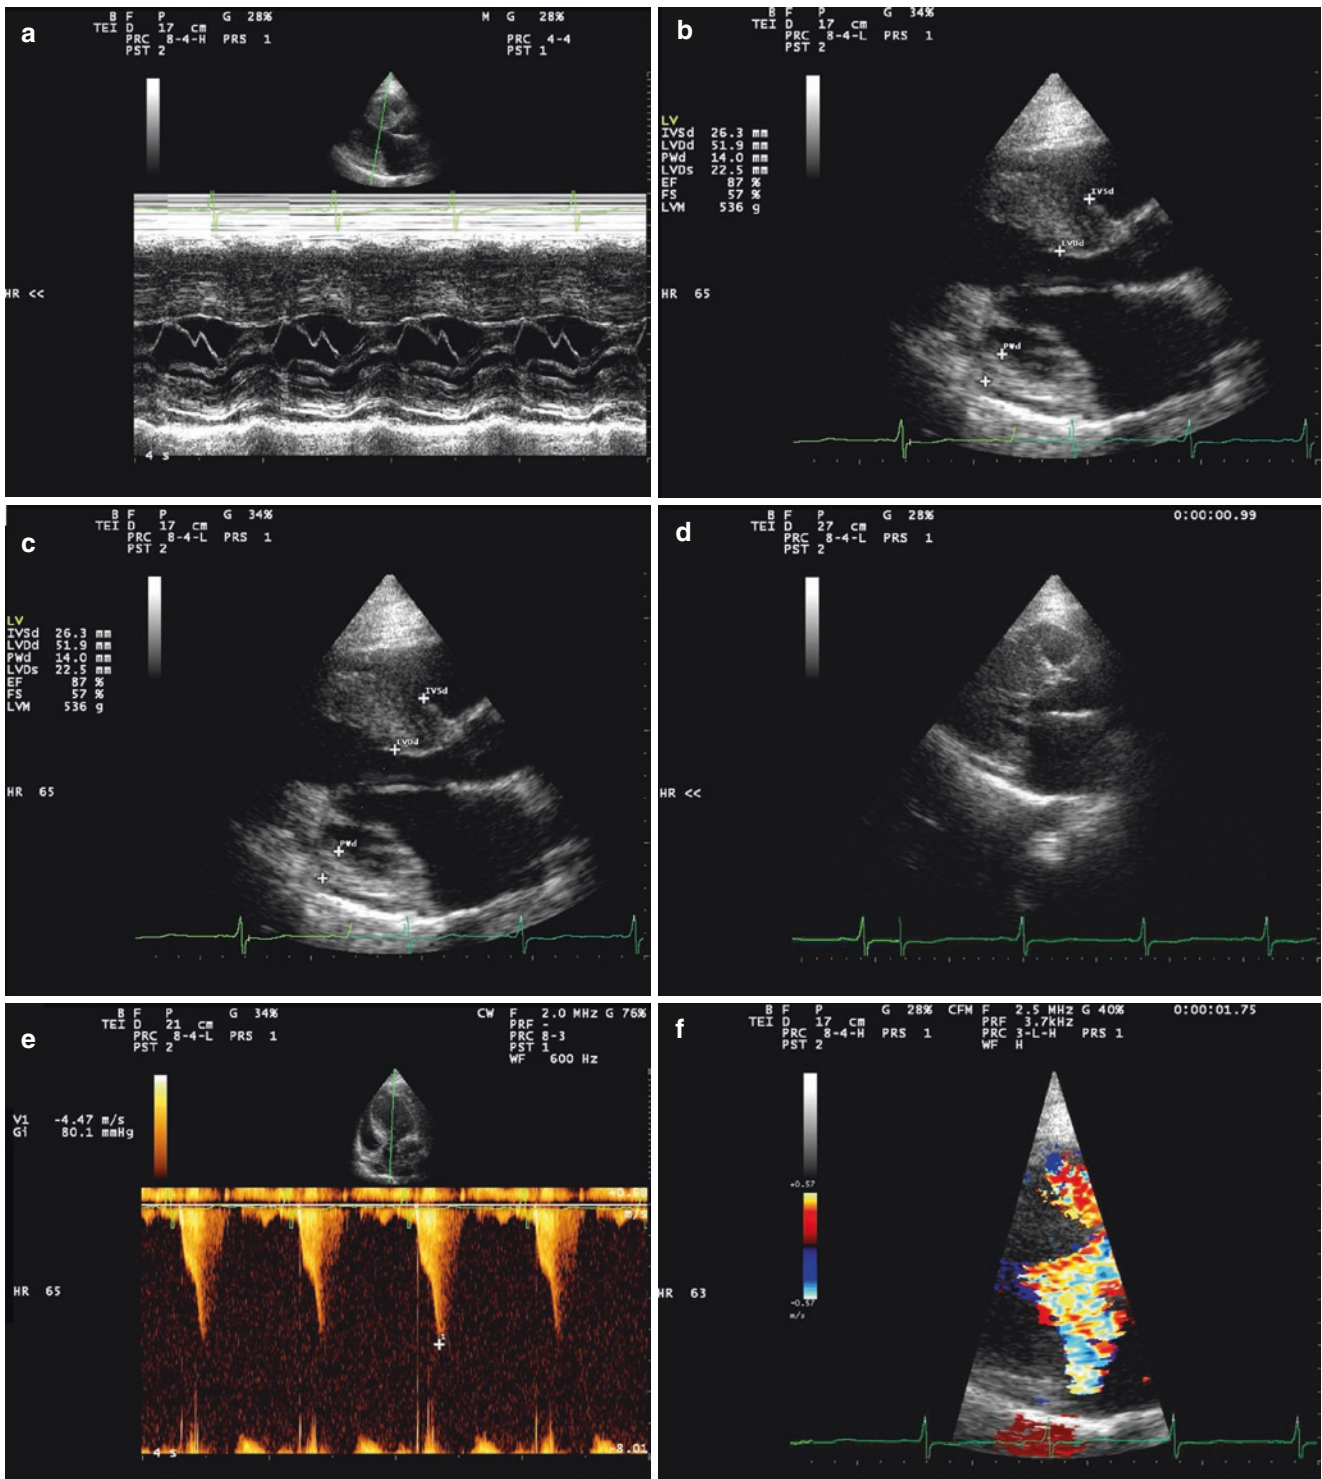 a
B F P G 28%
TEI D 17 cm
PRC 8-4-H PRS 1
PST 2
M G 28%
PRC 4-4
PST 1
HR <<
4 s
b
B F P G 34%
TEI D 17 cm
PRC 8-4-L PRS 1
PST 2
LV
IVSd 26.3 mm
LVDd 51.9 mm
PWd 14.0 mm
LVDs 22.5 mm
EF 87 %
FS 57 %
LVM 536 g
IVSd
LVDd
PWd
HR 65
c
B F P G 34%
TEI D 17 cm
PRC 8-4-L PRS 1
PST 2
LV
IVSd 26.3 mm
LVDd 51.9 mm
PWd 14.0 mm
LVDs 22.5 mm
EF 87 %
FS 57 %
LVM 536 g
IVSd
LVDd
PWd
HR 65
d
B F P G 28%
TEI D 27 cm
PRC 8-4-L PRS 1
PST 2
0:00:00.99
HR <<
e
B F P G 34%
TEI D 21 cm
PRC 8-4-L PRS 1
PST 2
CW F 2.0 MHz G 76%
PRF -
PRC 8-3
PST 1
WF 600 Hz
V1 -4.47 m/s
Gi 80.1 mmHg
m/s
1
HR 65
4 s
-8.01
f
B F P G 28% CFM F 2.5 MHz G 40% 0:00:01.75
TEI D 17 cm PRF 3.7kHz
PRC 8-4-H PRS 1 PRC 3-L-H PRS 1
PST 2 WF H
+0.57
-0.57
m/s
HR 63